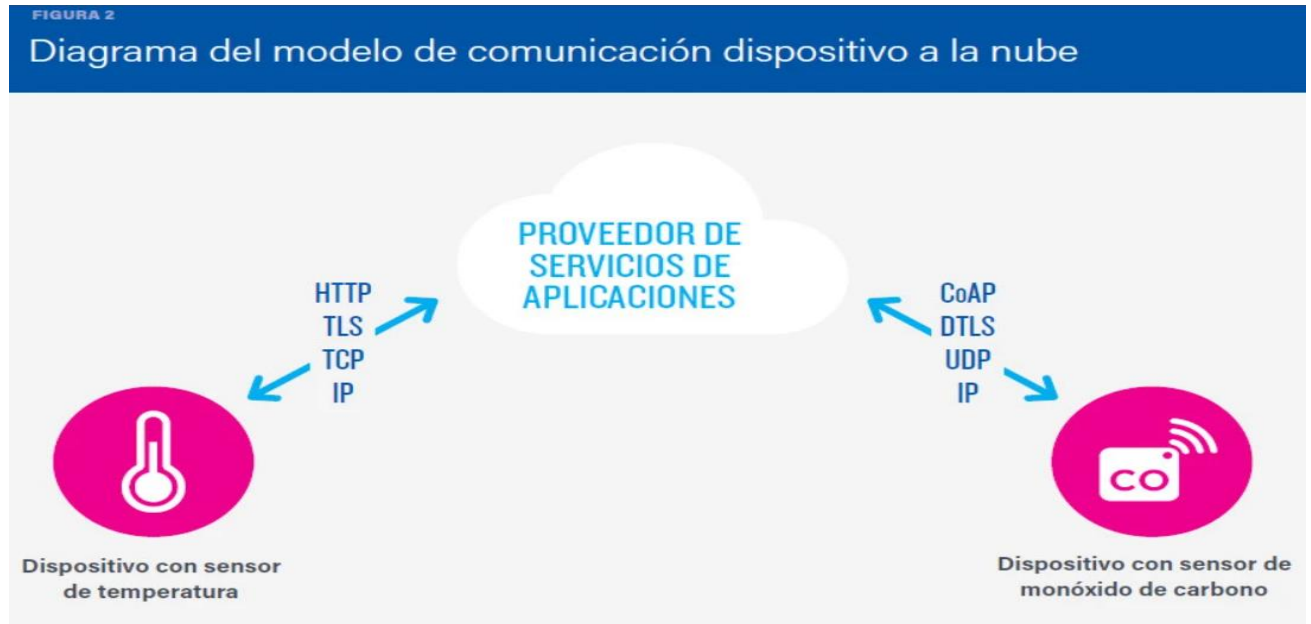 FIGURA 2
Diagrama del modelo de comunicación dispositivo a la nube
PROVEEDOR DE
SERVICIOS DE
APLICACIONES
HTTP
TLS
TCP
IP
CoAP
DTLS
UDP
IP
CO
Dispositivo con sensor
de temperatura
Dispositivo con sensor de
monóxido de carbono